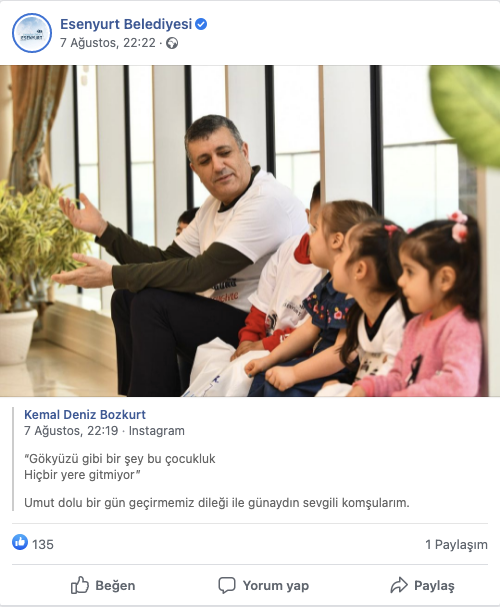 Esenyurt Belediyesi
7 Ağustos, 22:22 ·
ESENYURT
Kemal Deniz Bozkurt
7 Ağustos, 22:19 · Instagram
“Gökyüzü gibi bir şey bu çocukluk
Hiçbir yere gitmiyor”
Umut dolu bir gün geçirmemiz dileği ile günaydın sevgili komşularım.
135
1 Paylaşım
Beğen
Yorum yap
Paylaş